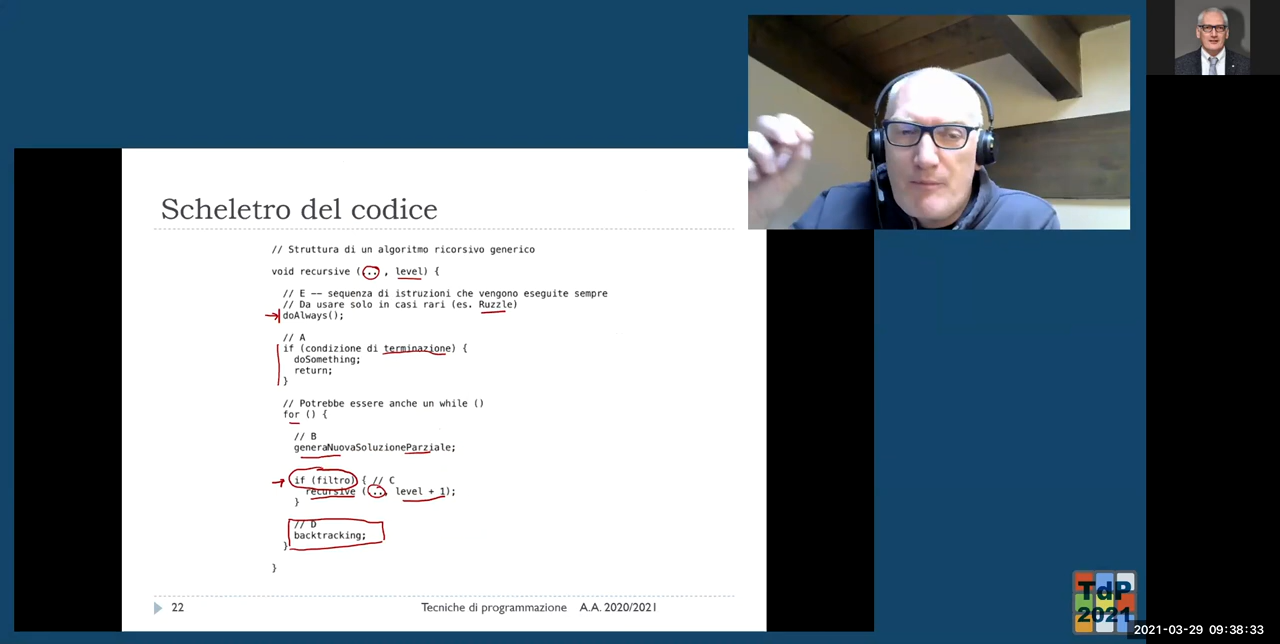 Scheletro del codice
// Struttura di un algoritmo ricorsivo generico
void recursive (... , level) {
// E -- sequenza di istruzioni che vengono eseguite sempre
// Da usare solo in casi rari (es. Ruzzle)
doAlways();
// A
if (condizione di terminazione) {
doSomething;
return;
}
// Potrebbe essere anche un while ()
for () {
// B
generaNuovaSoluzioneParziale;
if (filtro) { // C
recursive (... level + 1);
}
// D
backtracking;
}
}
22 Tecniche di programmazione A.A. 2020/2021
TdP
2021
2021-03-29 09:38:33